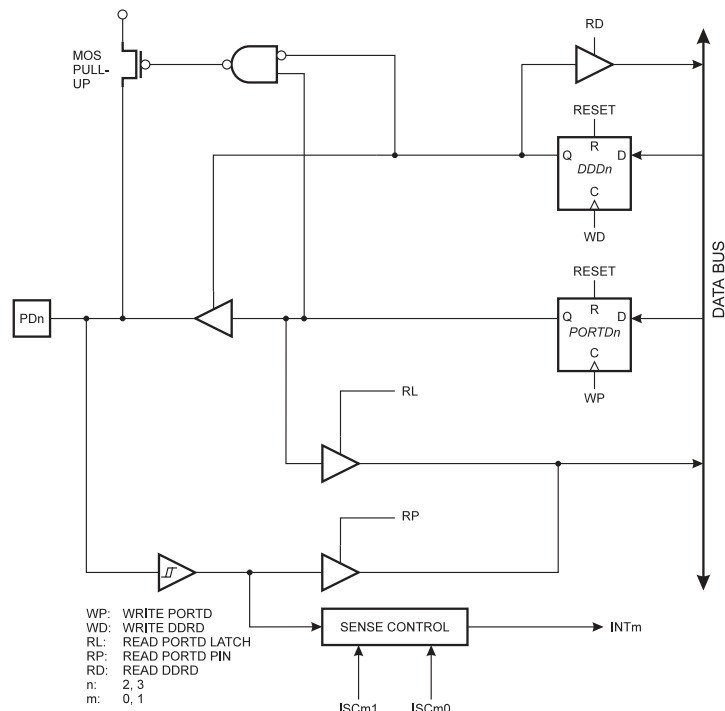 MOS
PULL-
UP
RD
RESET
R
Q
D
DDDn
C
WD
DATA BUS
RESET
R
Q
D
PORTDn
C
WP
PDn
RL
RP
SENSE CONTROL
INTm
ISCm1
ISCm0
WP: WRITE PORTD
WD: WRITE DDRD
RL: READ PORTD LATCH
RP: READ PORTD PIN
RD: READ DDRD
n: 2, 3
m: 0, 1